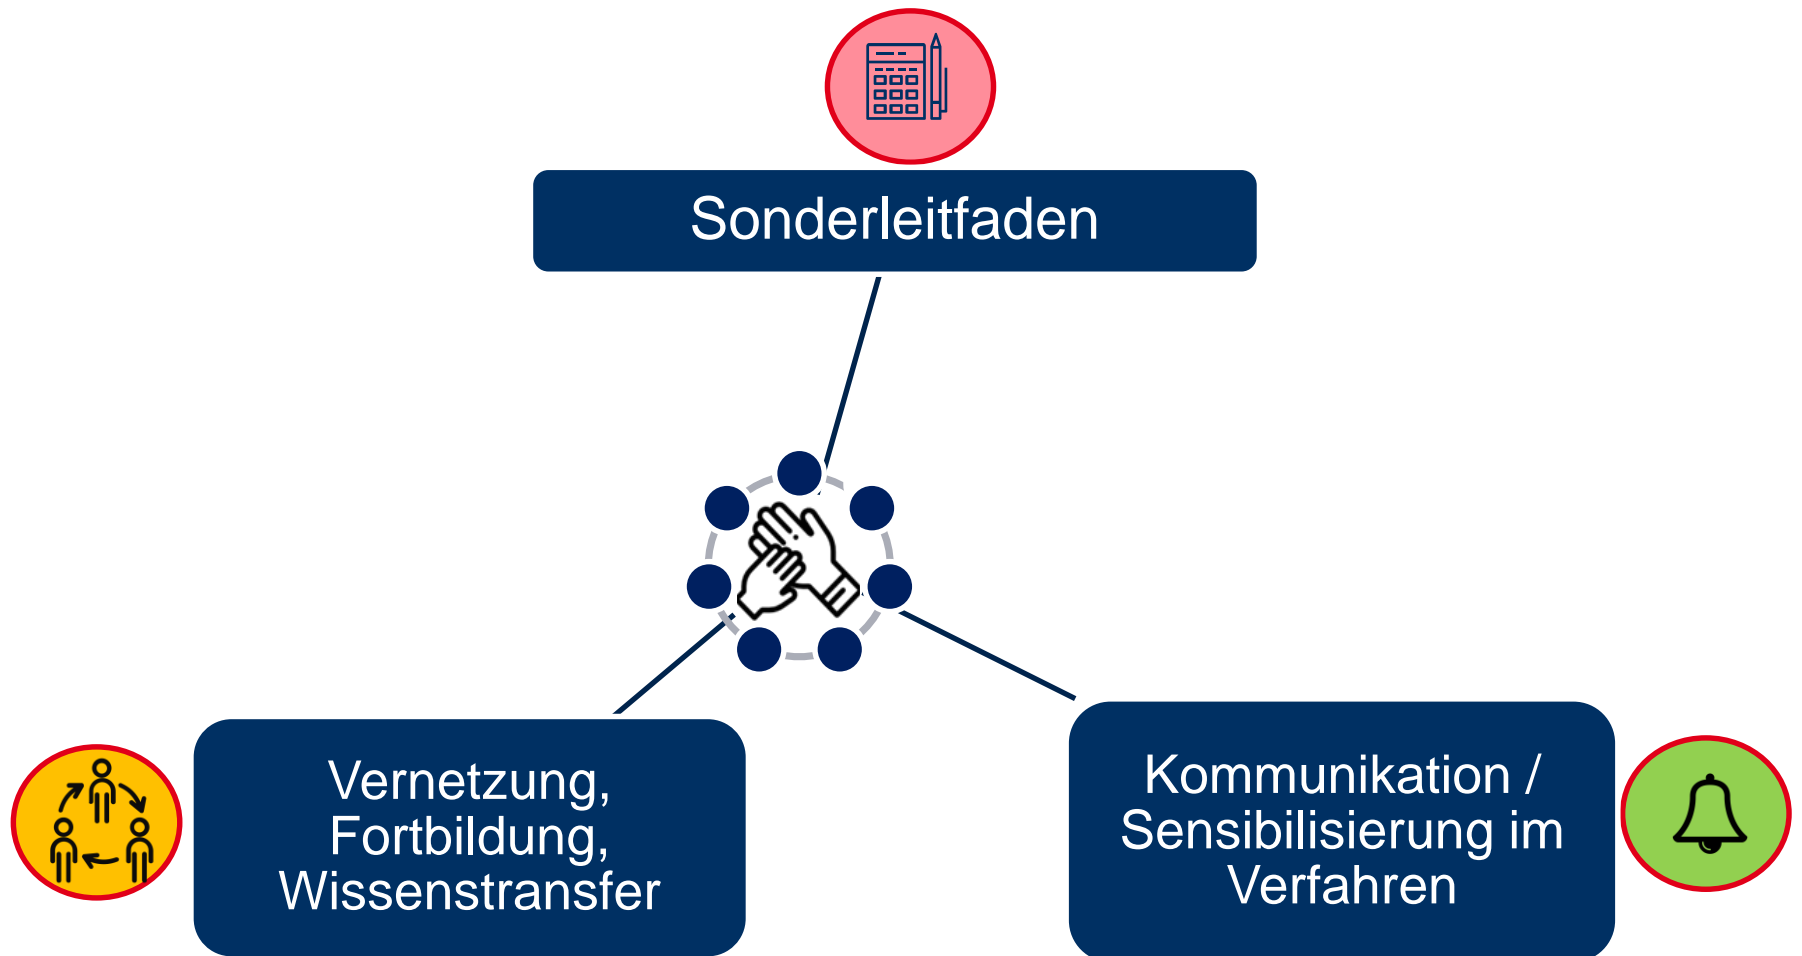 Sonderleitfaden
Vernetzung,
Fortbildung,
Wissenstransfer
Kommunikation /
Sensibilisierung im
Verfahren